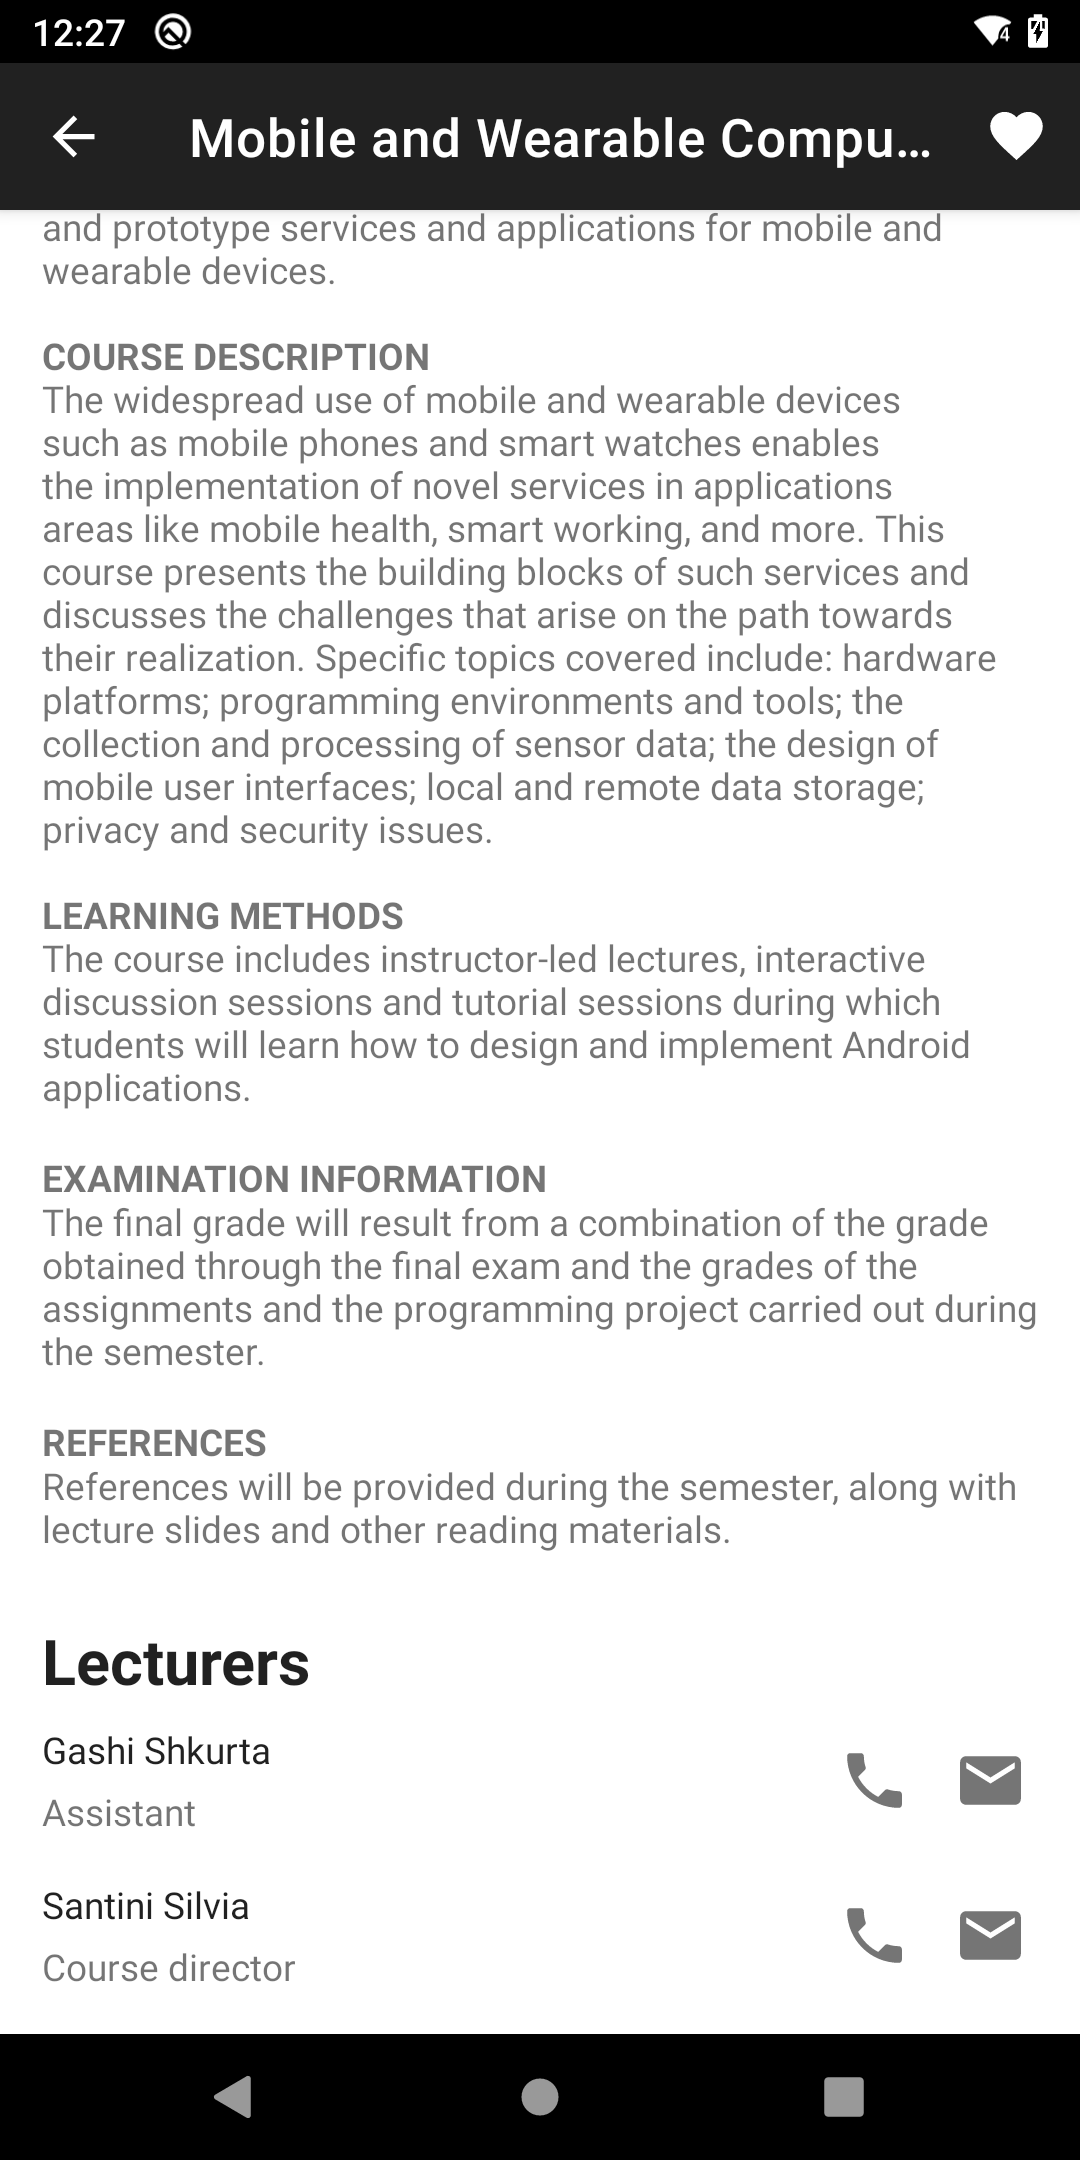 12:27
4
Mobile and Wearable Compu...
and prototype services and applications for mobile and
wearable devices.
COURSE DESCRIPTION
The widespread use of mobile and wearable devices
such as mobile phones and smart watches enables
the implementation of novel services in applications
areas like mobile health, smart working, and more. This
course presents the building blocks of such services and
discusses the challenges that arise on the path towards
their realization. Specific topics covered include: hardware
platforms; programming environments and tools; the
collection and processing of sensor data; the design of
mobile user interfaces; local and remote data storage;
privacy and security issues.
LEARNING METHODS
The course includes instructor-led lectures, interactive
discussion sessions and tutorial sessions during which
students will learn how to design and implement Android
applications.
EXAMINATION INFORMATION
The final grade will result from a combination of the grade
obtained through the final exam and the grades of the
assignments and the programming project carried out during
the semester.
REFERENCES
References will be provided during the semester, along with
lecture slides and other reading materials.
Lecturers
Gashi Shkurta
Assistant
Santini Silvia
Course director